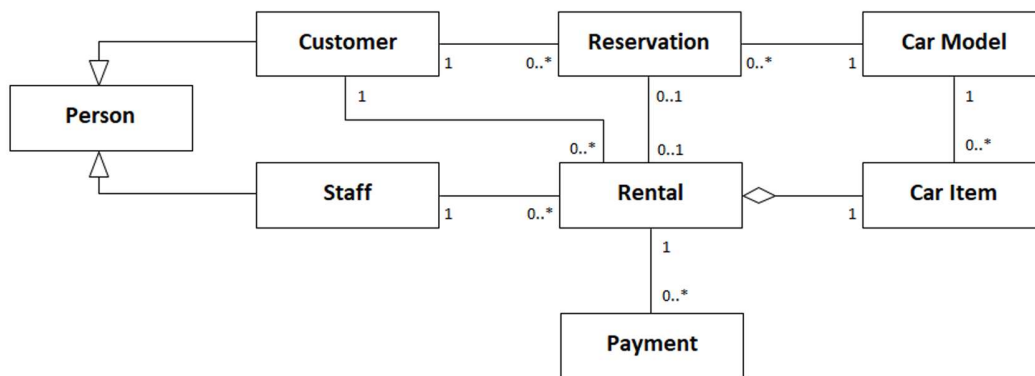 Customer
Reservation
Car Model
1
0..*
0..*
1
Person
1
0..1
1
0..*
0..1
0..*
Staff
Rental
Car Item
1
0..*
1
1
0..*
Payment